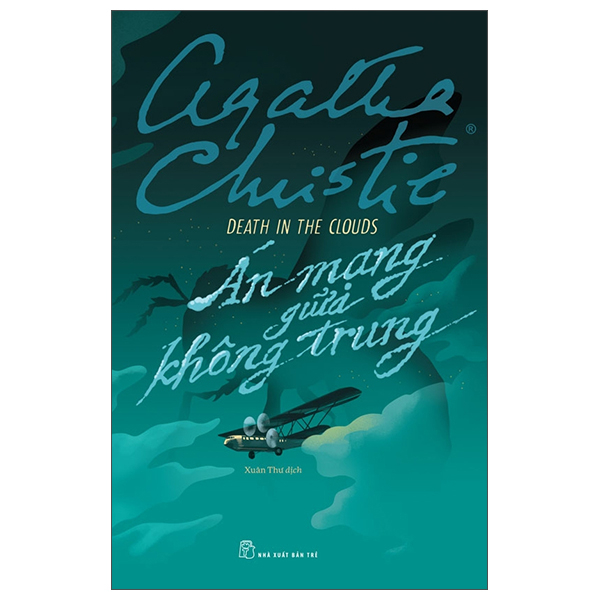 Agatha
Christie®
DEATH IN THE CLOUDS
Án mạng
giữa
không trung
Xuân Thư dịch
NHÀ XUẤT BẢN TRẺ